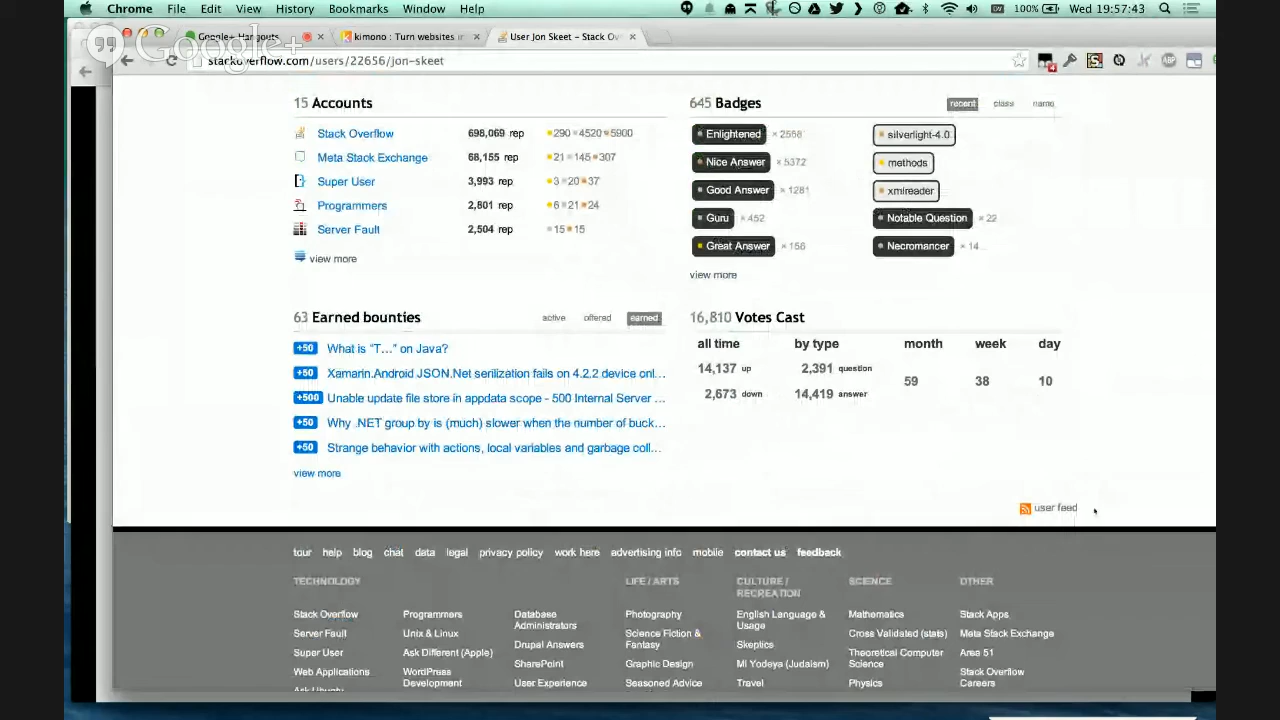 Chrome File Edit View History Bookmarks Window Help 100% Wed 19:57:43
Google+
Google+ Hangouts
kimono : Turn websites in
User Jon Skeet - Stack Ov
stackoverflow.com/users/22656/jon-skeet
15 Accounts
Stack Overflow 698,069 rep 290 4520 5900
Meta Stack Exchange 68,155 rep 21 145 307
Super User 3,993 rep 3 20 37
Programmers 2,801 rep 6 21 24
Server Fault 2,504 rep 15 15
view more
645 Badges recent class name
Enlightened × 2568 silverlight-4.0
Nice Answer × 5372 methods
Good Answer × 1281 xmlreader
Guru × 452 Notable Question × 22
Great Answer × 156 Necromancer × 14
view more
63 Earned bounties active offered earned
+50 What is "T…" on Java?
+50 Xamarin.Android JSON.Net serilization fails on 4.2.2 device onl…
+500 Unable update file store in appdata scope - 500 Internal Server …
+50 Why .NET group by is (much) slower when the number of buck…
+50 Strange behavior with actions, local variables and garbage coll…
view more
16,810 Votes Cast
all time by type month week day
14,137 up 2,391 question 59 38 10
2,673 down 14,419 answer
user feed
tour help blog chat data legal privacy policy work here advertising info mobile contact us feedback
TECHNOLOGY
Stack Overflow
Server Fault
Super User
Web Applications
Ask Ubuntu
Programmers
Unix & Linux
Ask Different (Apple)
WordPress
Development
Database
Administrators
Drupal Answers
SharePoint
User Experience
LIFE / ARTS
Photography
Science Fiction &
Fantasy
Graphic Design
Seasoned Advice
CULTURE /
RECREATION
English Language &
Usage
Skeptics
Mi Yodeya (Judaism)
Travel
SCIENCE
Mathematics
Cross Validated (stats)
Theoretical Computer
Science
Physics
OTHER
Stack Apps
Meta Stack Exchange
Area 51
Stack Overflow
Careers